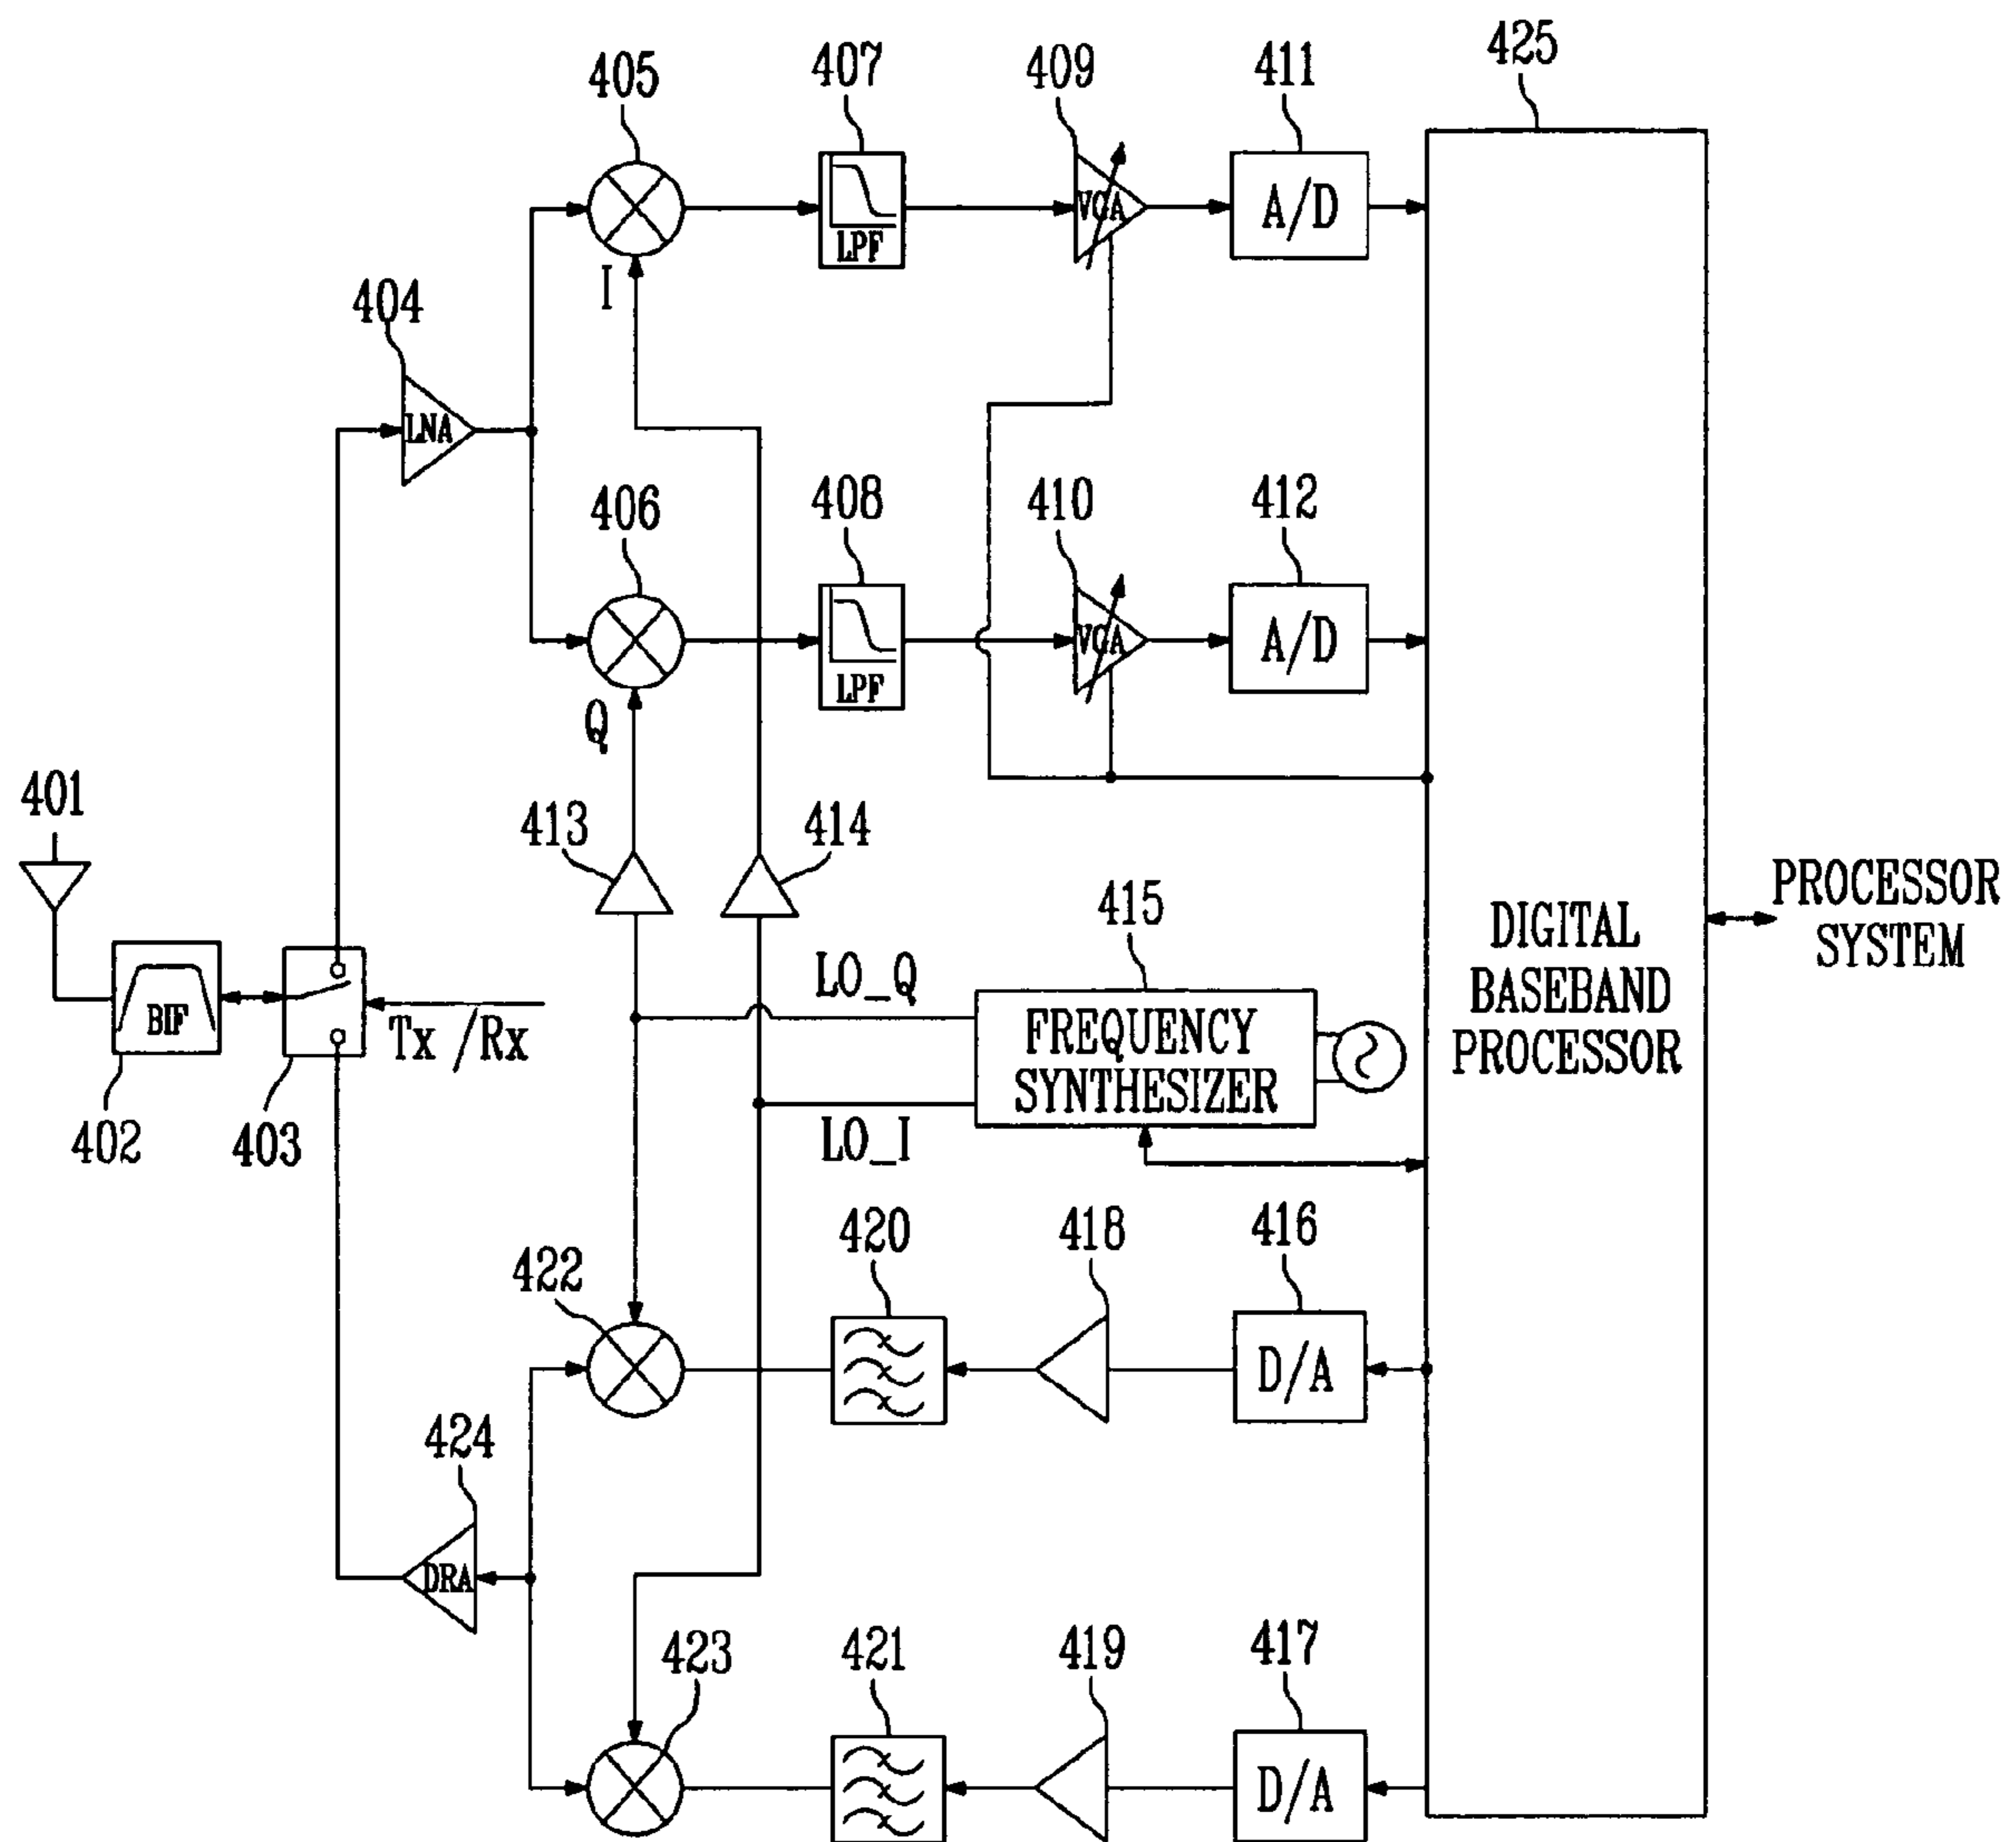 425
407
409
411
405
VGA
A/D
LPF
I
404
LNA
406
408
410
412
VGA
A/D
LPF
Q
401
413
414
415
PROCESSOR
SYSTEM
DIGITAL
BASEBAND
PROCESSOR
LO_Q
FREQUENCY
SYNTHESIZER
BIF
Tx /Rx
LO_I
402
403
420
418
416
422
D/A
424
DRA
423
421
419
417
D/A